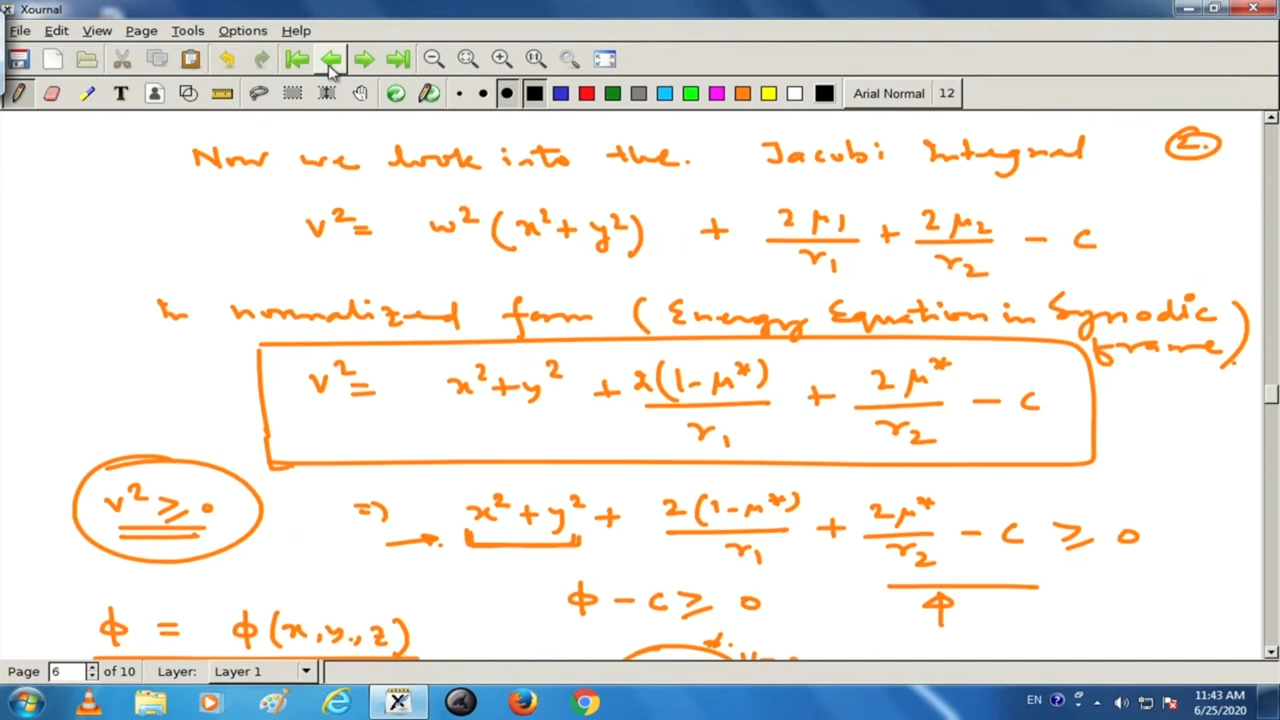 Xournal
File Edit View Page Tools Options Help
Arial Normal 12
Now we look into the. Jacobi Integral 2.
v² = ω²(x² + y²) + 2μ₁/r₁ + 2μ₂/r₂ - C
In normalized form (Energy Equation in Synodic frame)
v² = x² + y² + 2(1-μ*)/r₁ + 2μ*/r₂ - C
v² ≥ 0 ⇒ x² + y² + 2(1-μ*)/r₁ + 2μ*/r₂ - C ≥ 0
ϕ - C ≥ 0 ϕ
ϕ = ϕ(x, y, z)
Page 6 of 10 Layer: Layer 1
EN 11:43 AM
6/25/2020